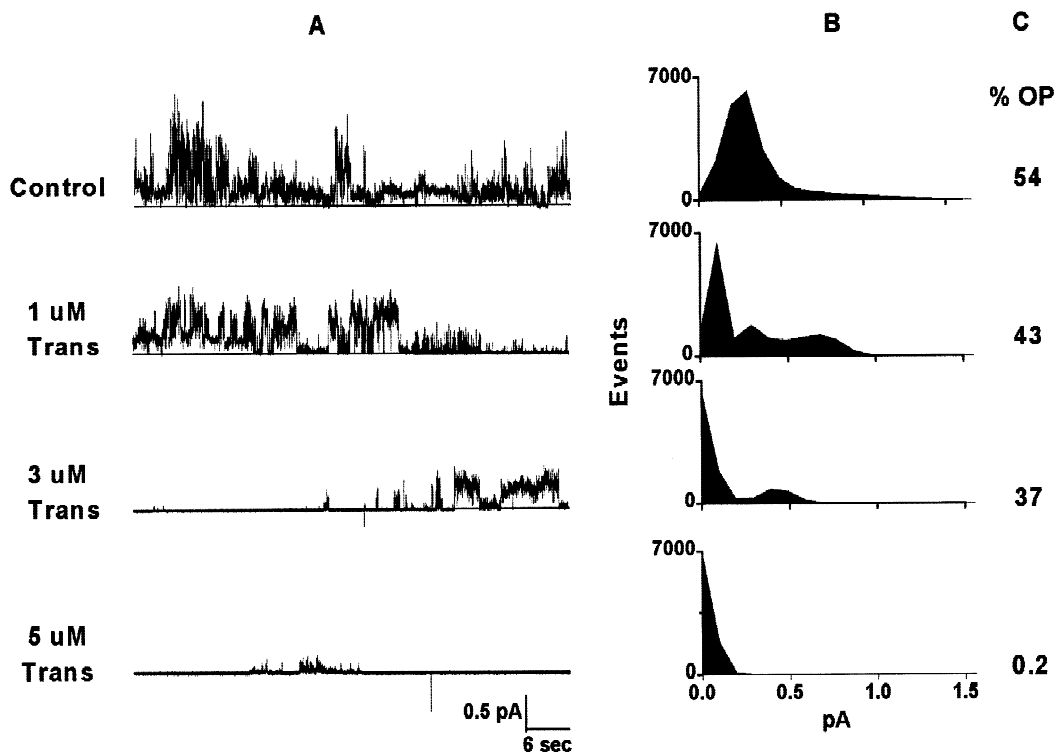 A
B
C
% OP
Control
7000
0
54
1 uM
Trans
7000
0
43
Events
3 uM
Trans
7000
0
37
5 uM
Trans
7000
0
0.2
0.0 0.5 1.0 1.5
pA
0.5 pA
6 sec